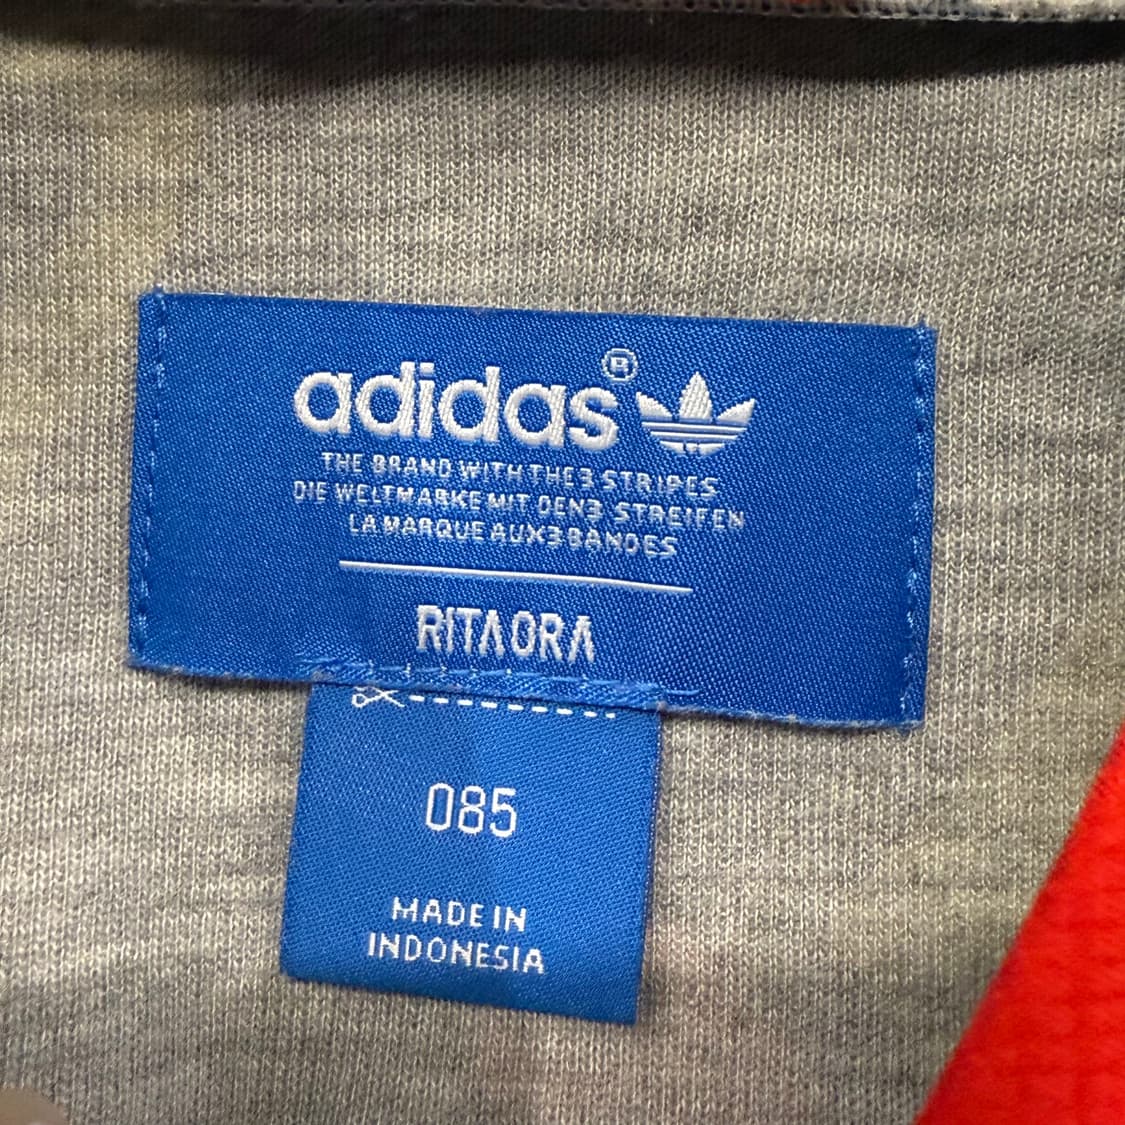 adidas®
THE BRAND WITH THE 3 STRIPES
DIE WELTMARKE MIT DEN 3 STREIFEN
LA MARQUE AUX 3 BANDES
RITA ORA
085
MADE IN
INDONESIA